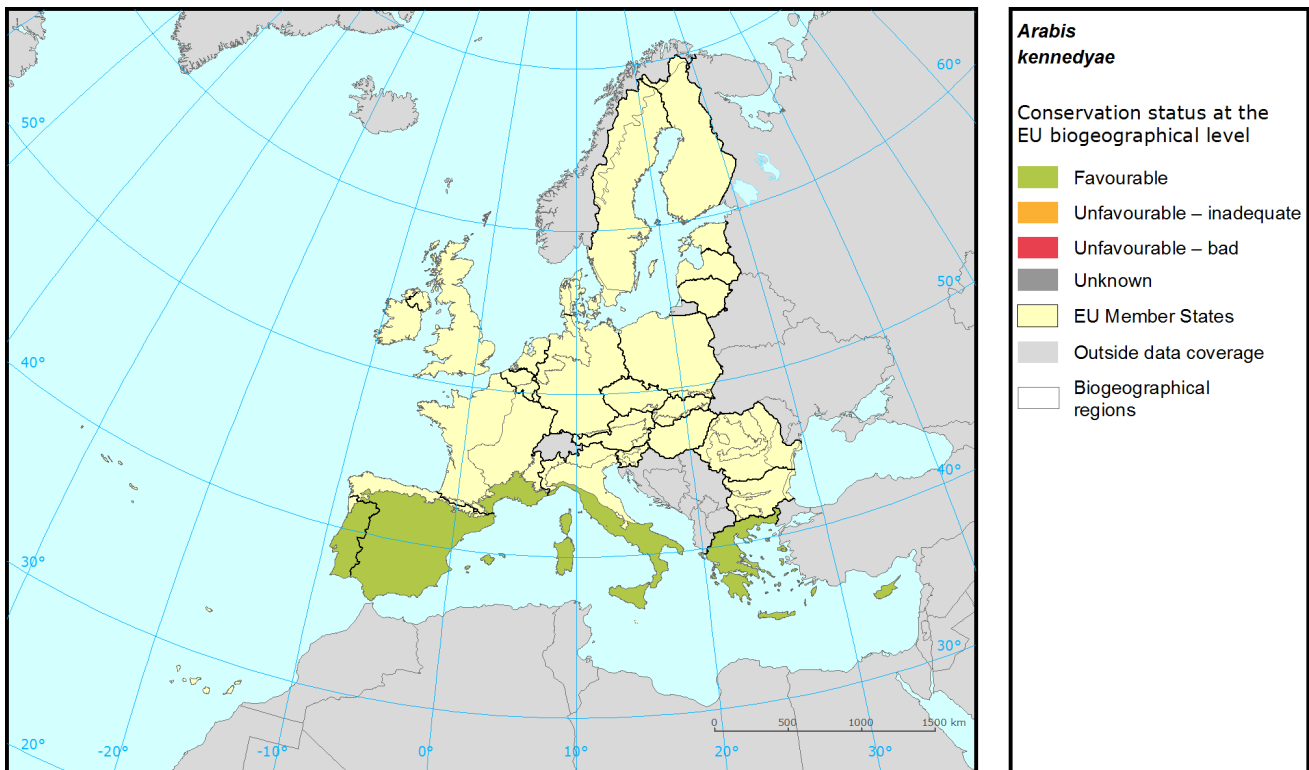 Arabis
kennedyae
Conservation status at the
EU biogeographical level
Favourable
Unfavourable – inadequate
Unfavourable – bad
Unknown
EU Member States
Outside data coverage
Biogeographical
regions
60°
50°
50°
40°
40°
30°
30°
0 500 1000 1500 km
20° -20° -10° 0° 10° 20° 30°